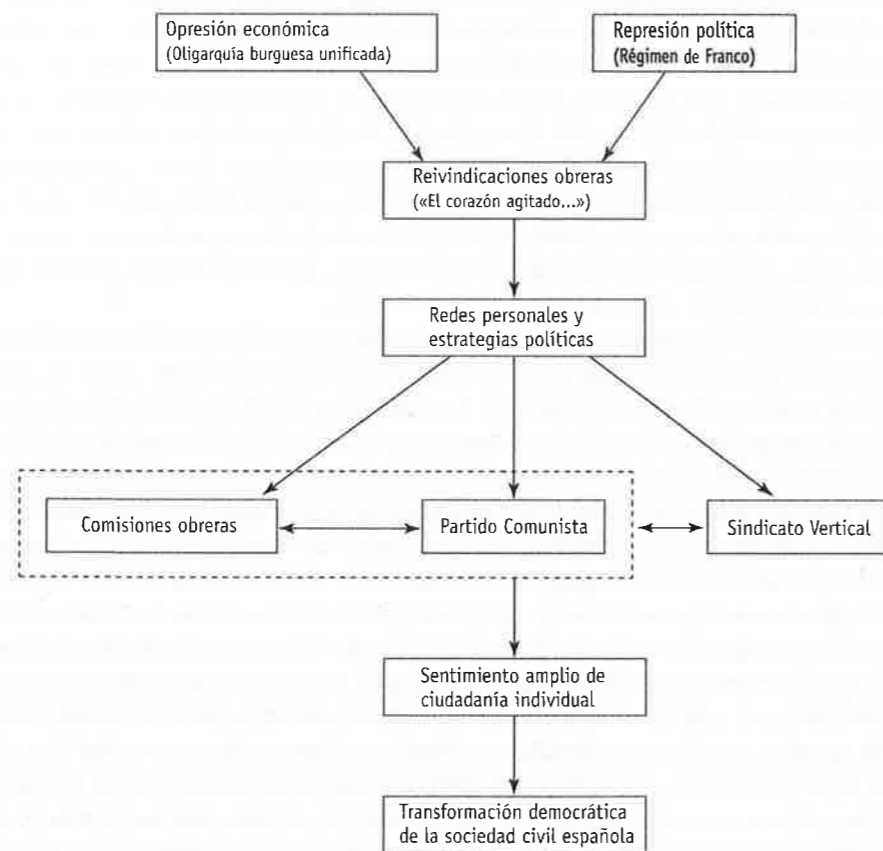 Opresión económica
(Oligarquía burguesa unificada)
Represión política
(Régimen de Franco)
Reivindicaciones obreras
(«El corazón agitado...»)
Redes personales y
estrategias políticas
Comisiones obreras
Partido Comunista
Sindicato Vertical
Sentimiento amplio de
ciudadanía individual
Transformación democrática
de la sociedad civil española